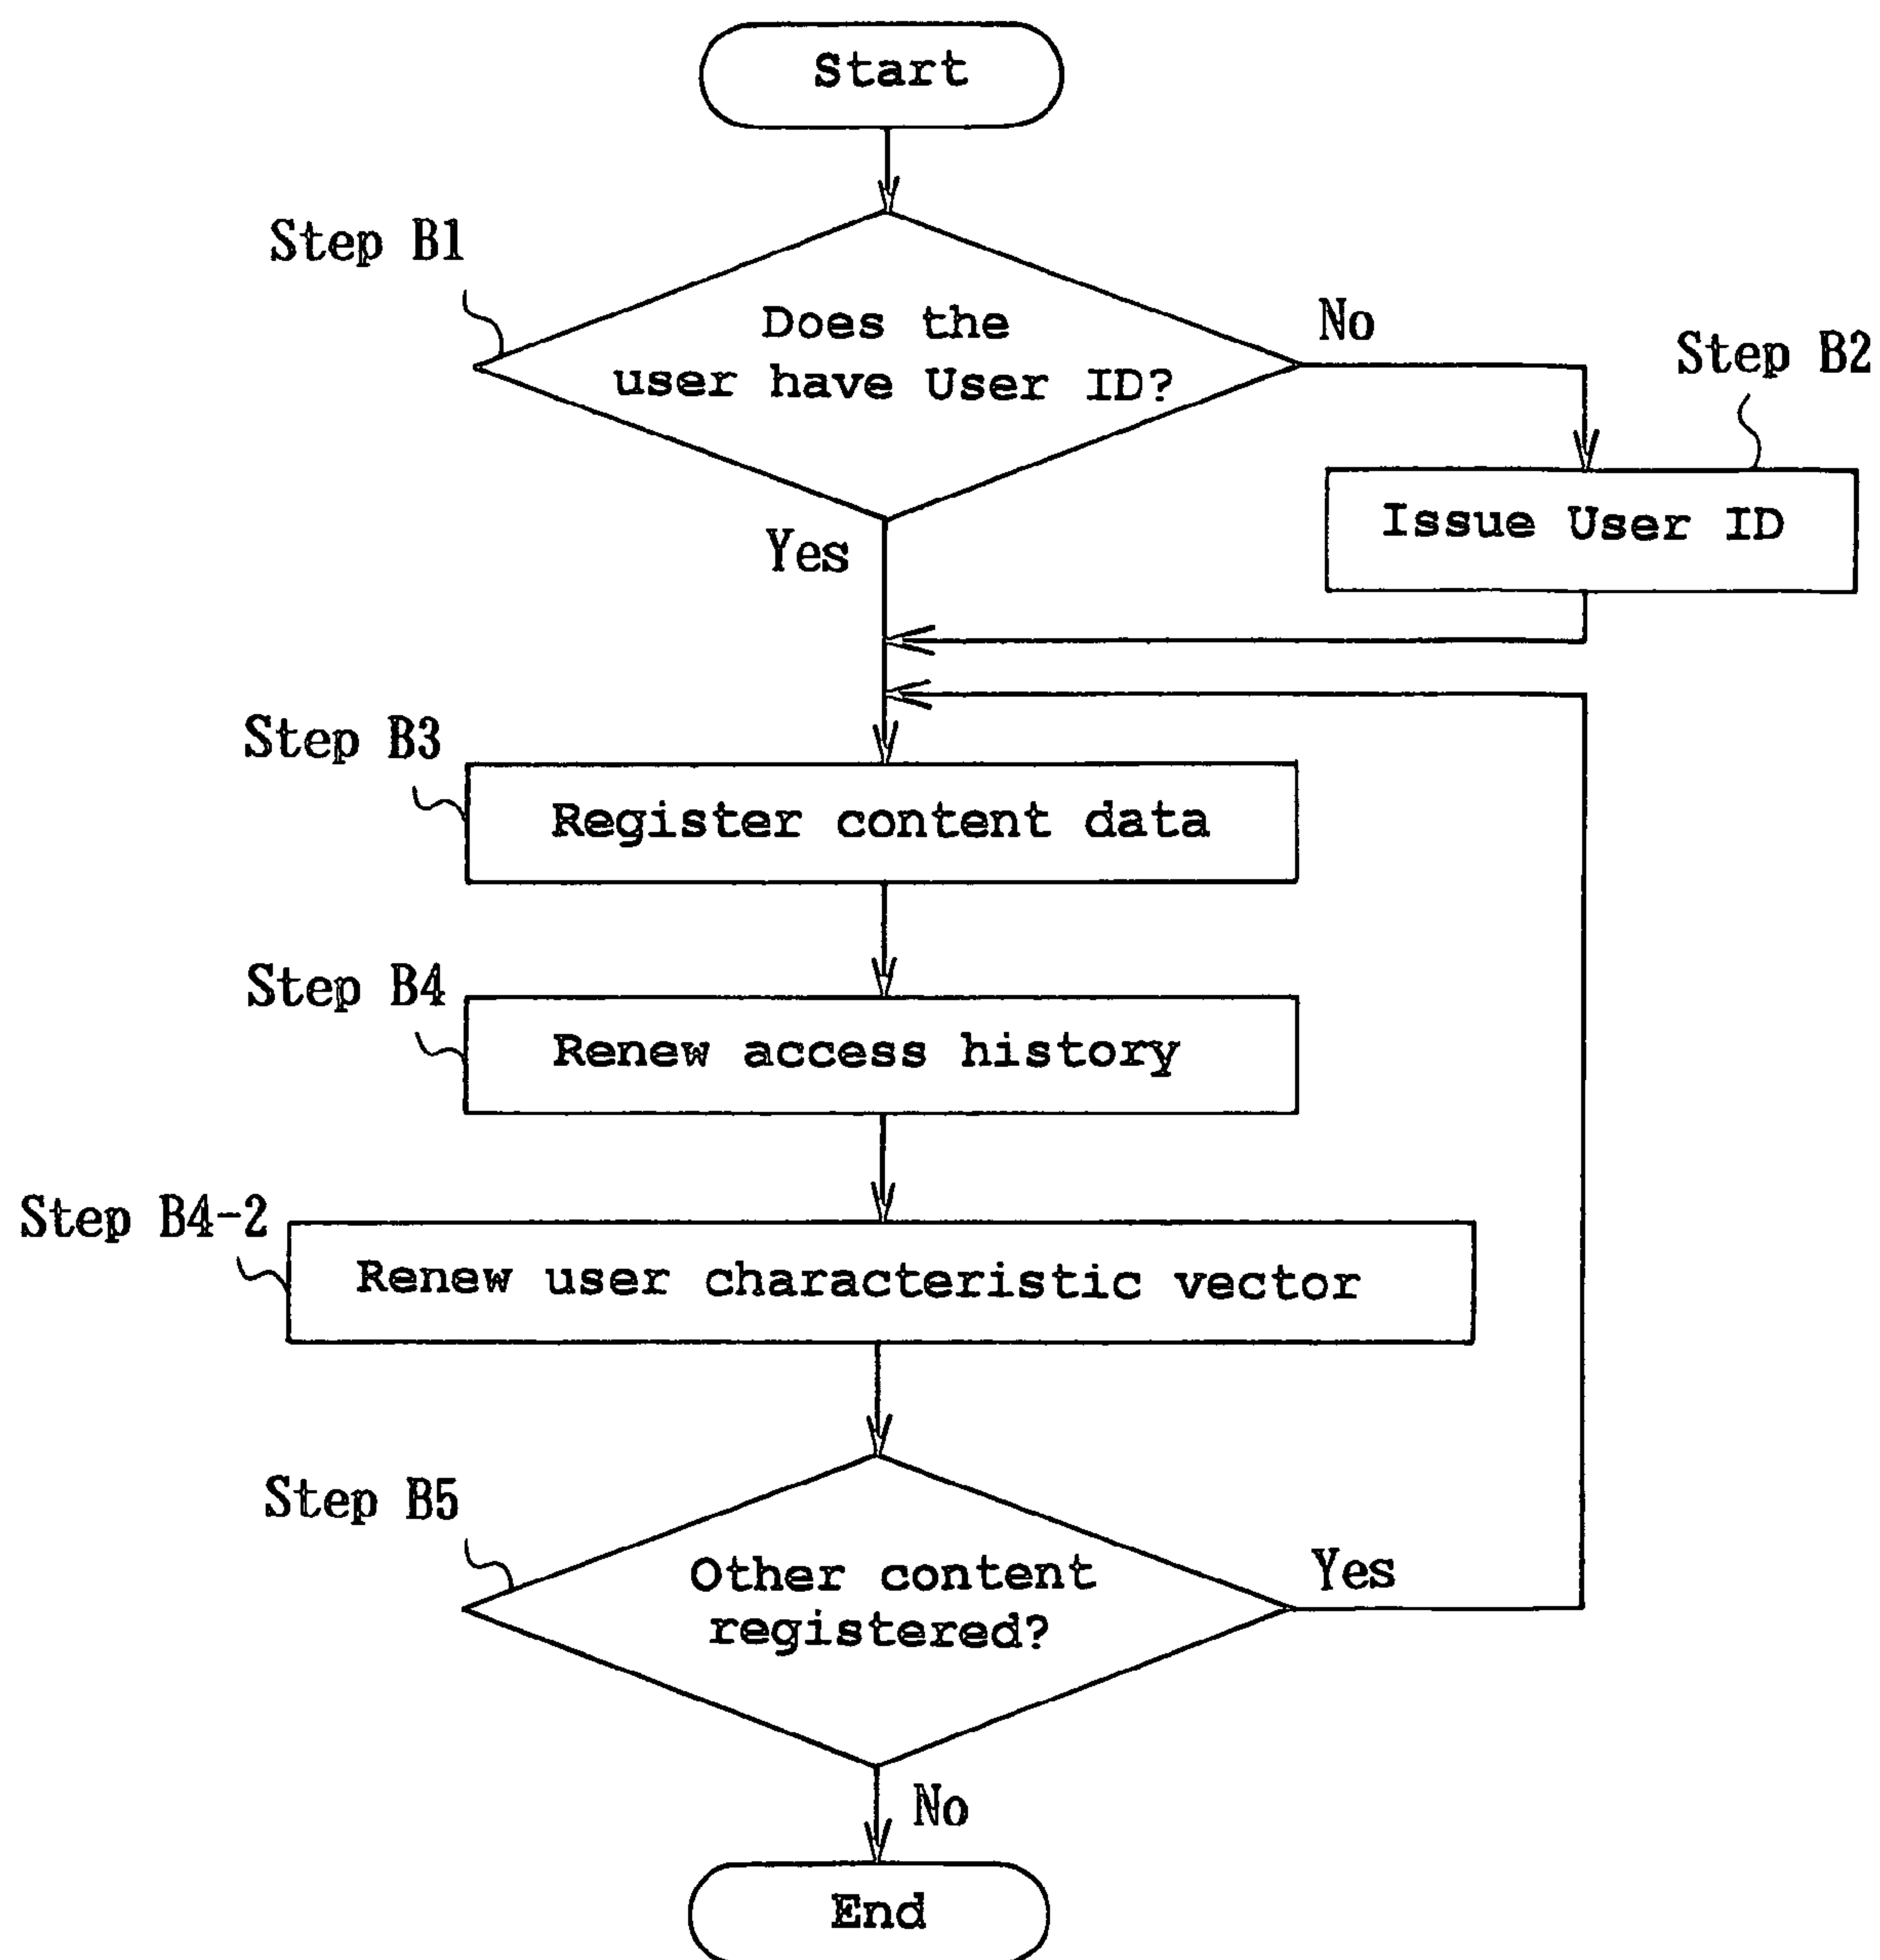 Start
Step B1
Does the
user have User ID?
No
Step B2
Issue User ID
Yes
Step B3
Register content data
Step B4
Renew access history
Step B4-2
Renew user characteristic vector
Step B5
Other content
registered?
Yes
No
End